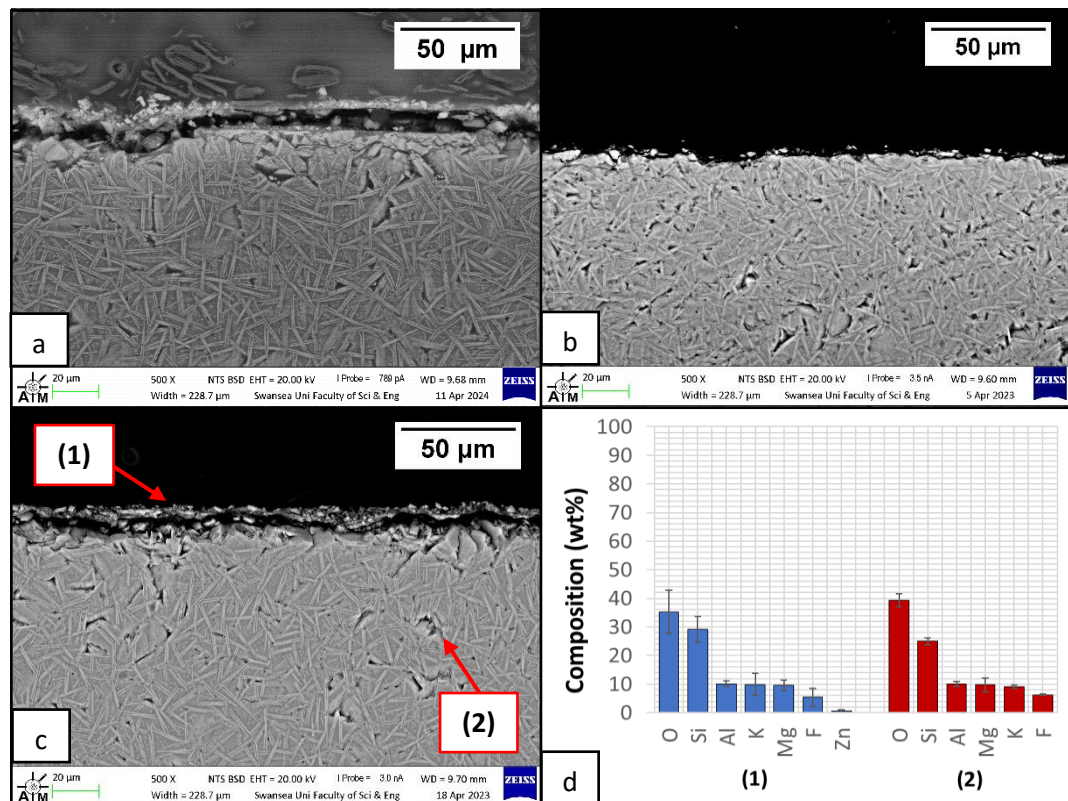 50 µm
a
AIM
20 µm
500 X
NTS BSD EHT = 20.00 kV
I Probe = 789 pA
WD = 9.68 mm
ZEISS
Width = 228.7 µm
Swansea Uni Faculty of Sci & Eng
11 Apr 2024
50 µm
b
AIM
20 µm
500 X
NTS BSD EHT = 20.00 kV
I Probe = 3.5 nA
WD = 9.60 mm
ZEISS
Width = 228.7 µm
Swansea Uni Faculty of Sci & Eng
5 Apr 2023
(1)
50 µm
(2)
c
AIM
20 µm
500 X
NTS BSD EHT = 20.00 kV
I Probe = 3.0 nA
WD = 9.70 mm
ZEISS
Width = 228.7 µm
Swansea Uni Faculty of Sci & Eng
18 Apr 2023
Composition (wt%)
100
90
80
70
60
50
40
30
20
10
0
O
Si
Al
K
Mg
F
Zn
O
Si
Al
Mg
K
F
(1)
(2)
d